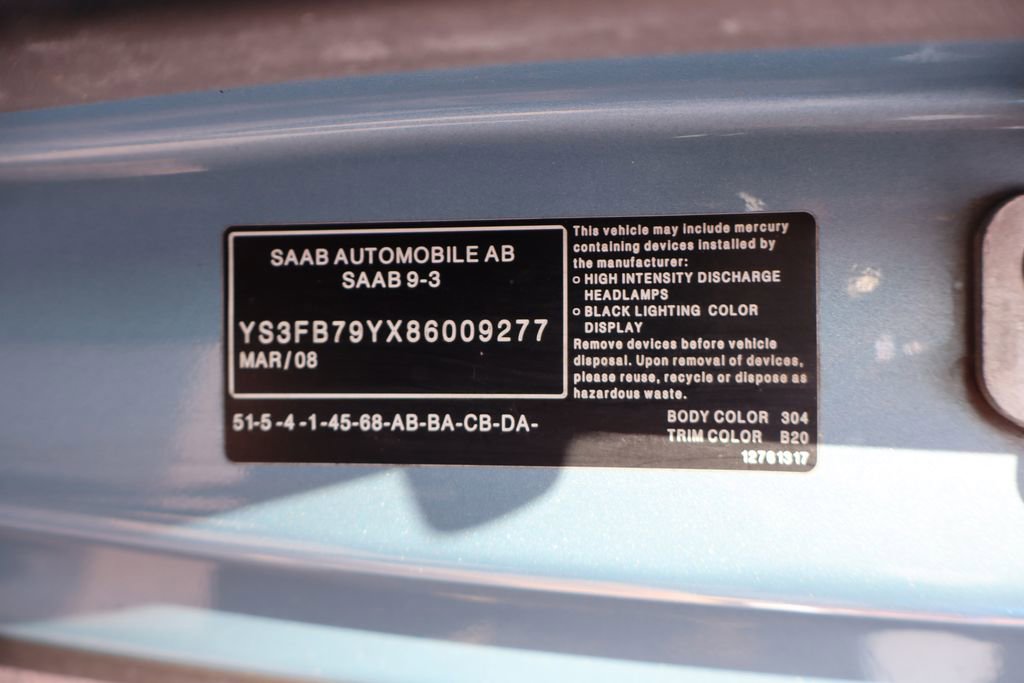 SAAB AUTOMOBILE AB
SAAB 9-3
YS3FB79YX86009277
MAR/08
51-5-4-1-45-68-AB-BA-CB-DA-
This vehicle may include mercury
containing devices installed by
the manufacturer:
o HIGH INTENSITY DISCHARGE
HEADLAMPS
o BLACK LIGHTING COLOR
DISPLAY
Remove devices before vehicle
disposal. Upon removal of devices,
please reuse, recycle or dispose as
hazardous waste.
BODY COLOR 304
TRIM COLOR B20
12761317